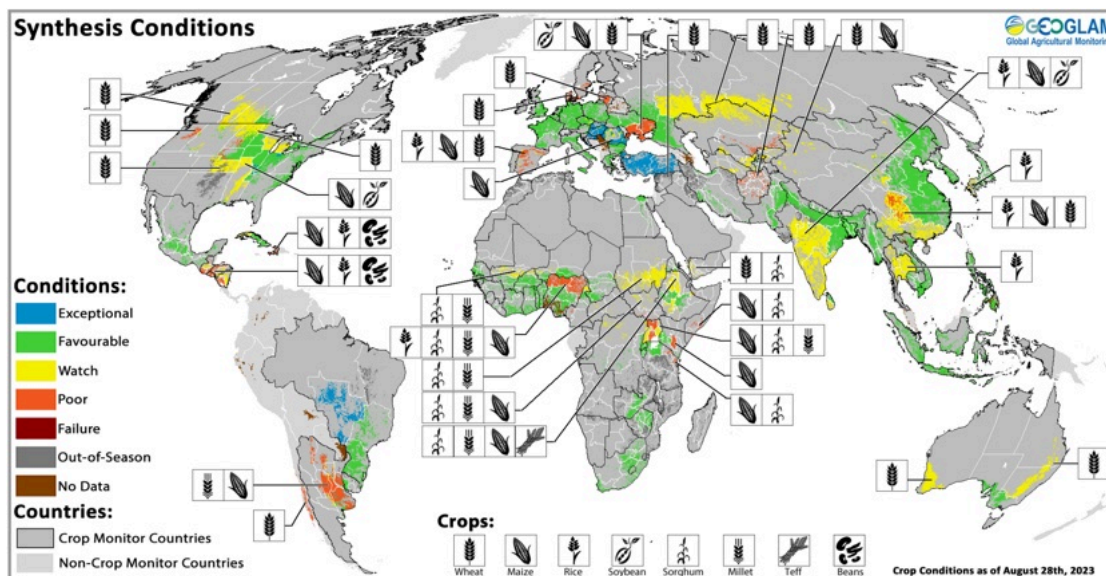 Synthesis Conditions
GEOGLAM
Global Agricultural Monitoring
Conditions:
Exceptional
Favourable
Watch
Poor
Failure
Out-of-Season
No Data
Countries:
Crop Monitor Countries
Non-Crop Monitor Countries
Crops:
Wheat
Maize
Rice
Soybean
Sorghum
Millet
Teff
Beans
Crop Conditions as of August 28th, 2023